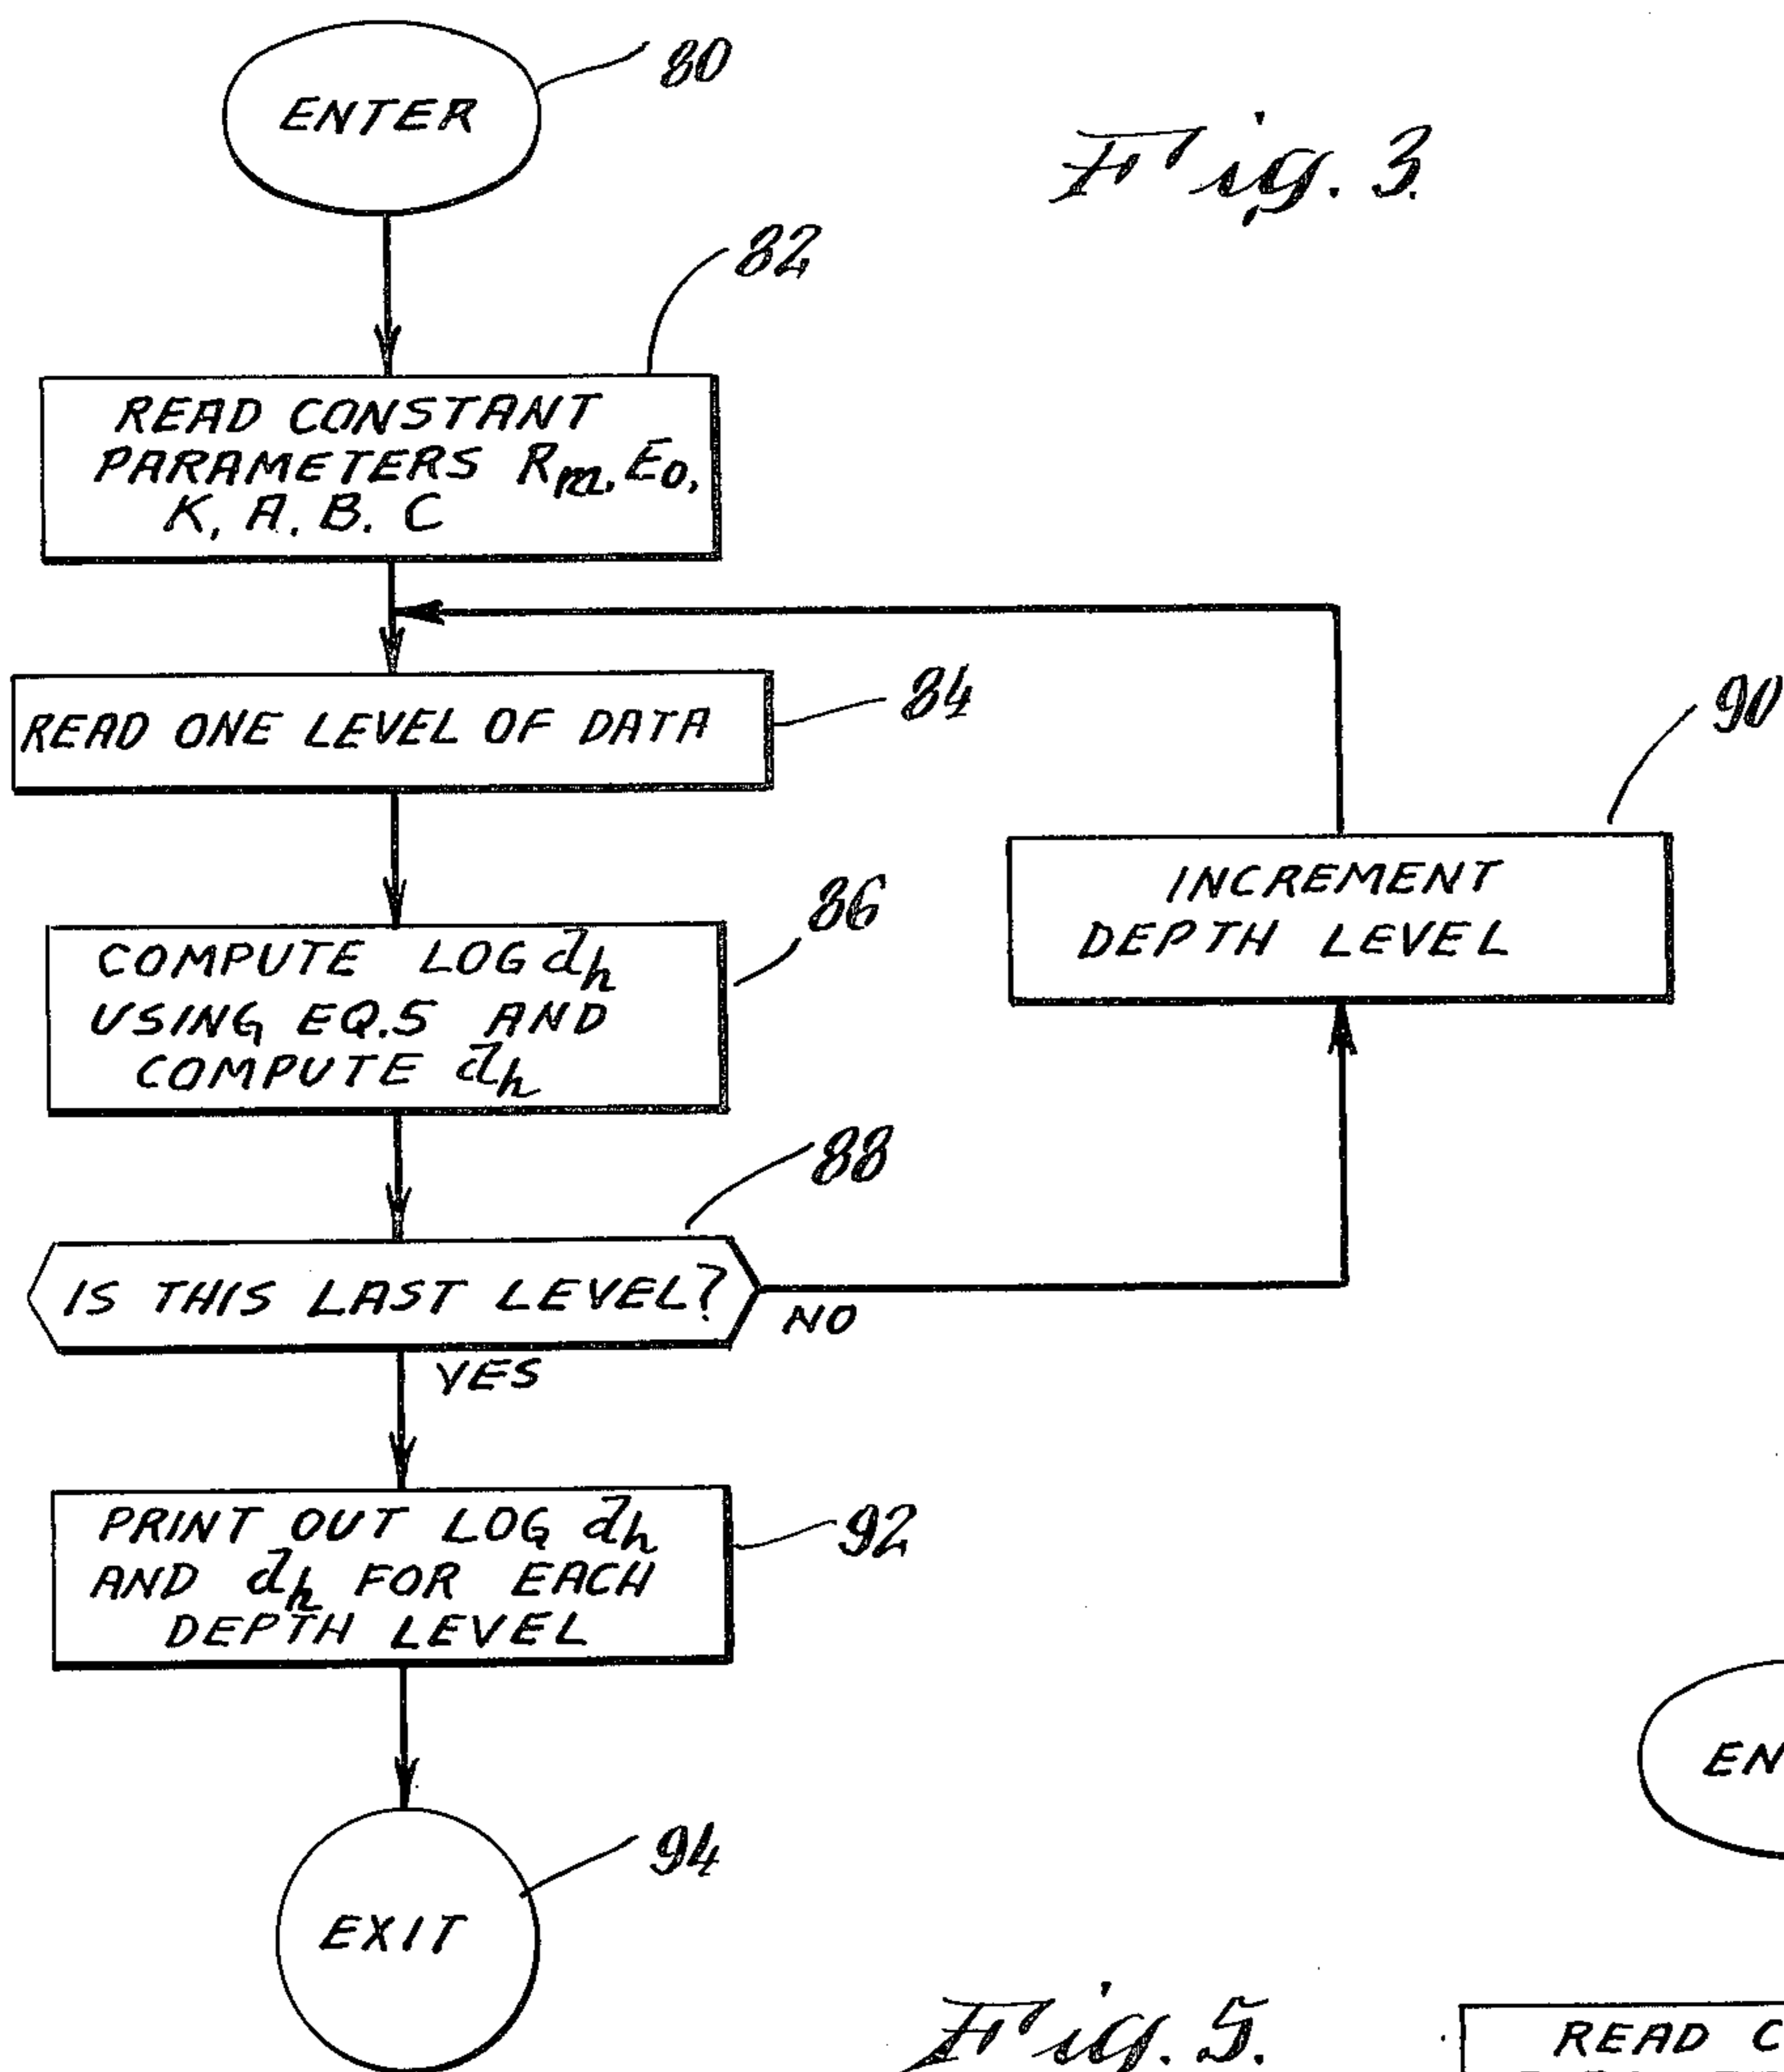 80
ENTER
Fig. 3.
82
READ CONSTANT
PARAMETERS Rm, Eo,
K, A. B. C
84
READ ONE LEVEL OF DATA
90
INCREMENT
DEPTH LEVEL
86
COMPUTE LOG dh
USING EQ.5 AND
COMPUTE dh
88
IS THIS LAST LEVEL?
NO
YES
92
PRINT OUT LOG dh
AND dh FOR EACH
DEPTH LEVEL
94
EXIT
EN
Fig. 5.
READ C